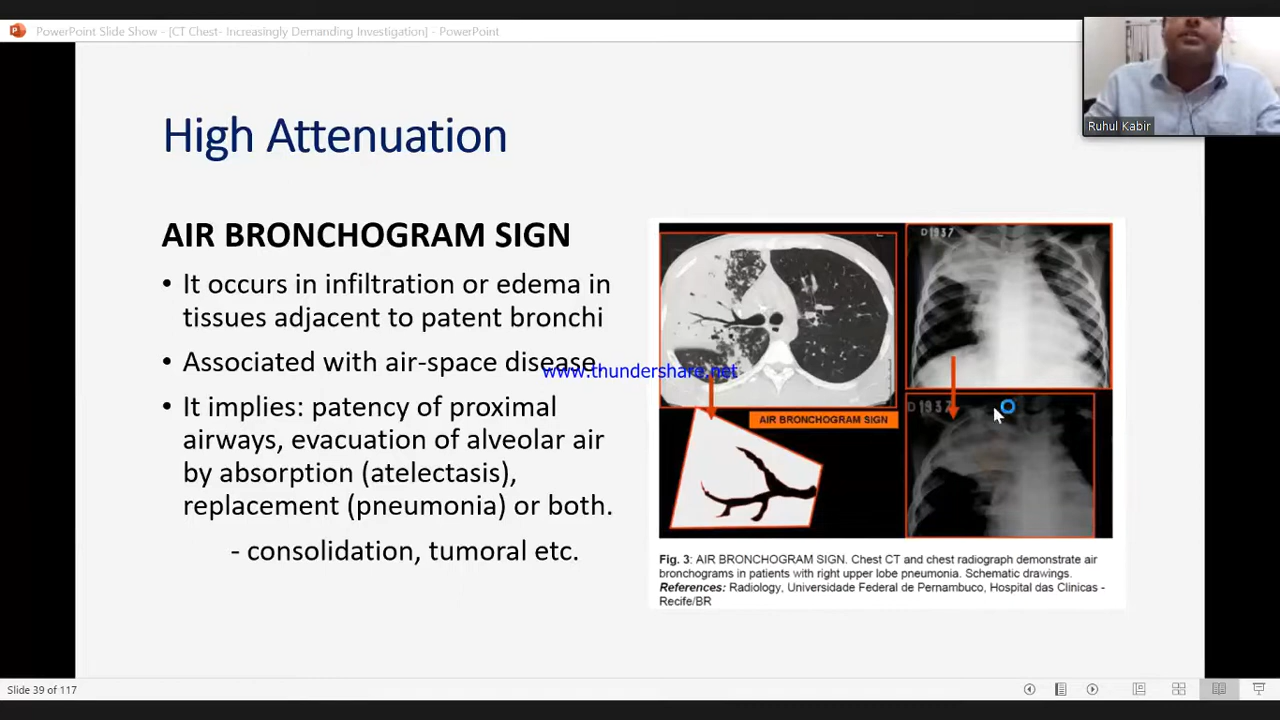 PowerPoint Slide Show - [CT Chest- Increasingly Demanding Investigation] - PowerPoint
Ruhul Kabir
High Attenuation
AIR BRONCHOGRAM SIGN
• It occurs in infiltration or edema in
tissues adjacent to patent bronchi
• Associated with air-space disease
www.thundershare.net
• It implies: patency of proximal
airways, evacuation of alveolar air
by absorption (atelectasis),
replacement (pneumonia) or both.
- consolidation, tumoral etc.
D1937
D1937
AIR BRONCHOGRAM SIGN
Fig. 3: AIR BRONCHOGRAM SIGN. Chest CT and chest radiograph demonstrate air
bronchograms in patients with right upper lobe pneumonia. Schematic drawings.
References: Radiology, Universidade Federal de Pernambuco, Hospital das Clinicas -
Recife/BR
Slide 39 of 117